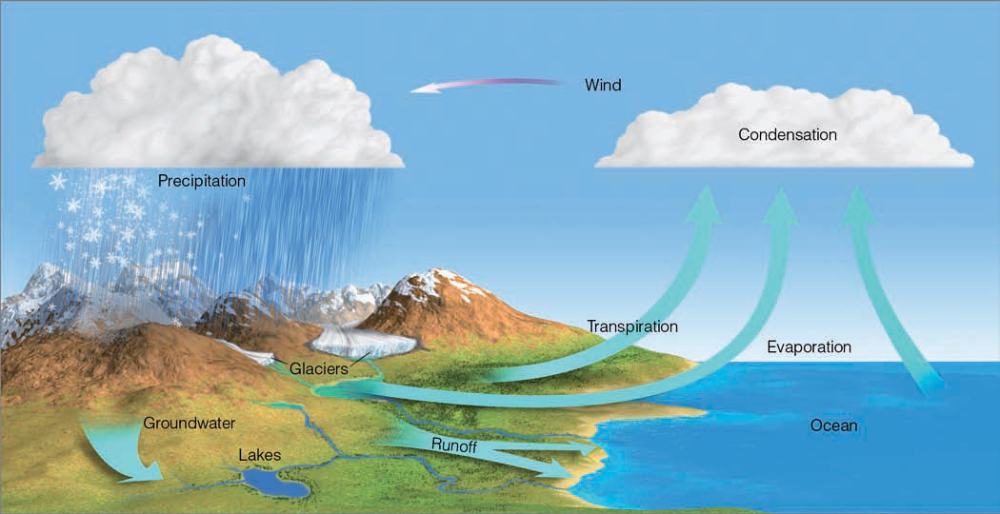 Wind
Condensation
Precipitation
Transpiration
Evaporation
Glaciers
Groundwater
Ocean
Runoff
Lakes